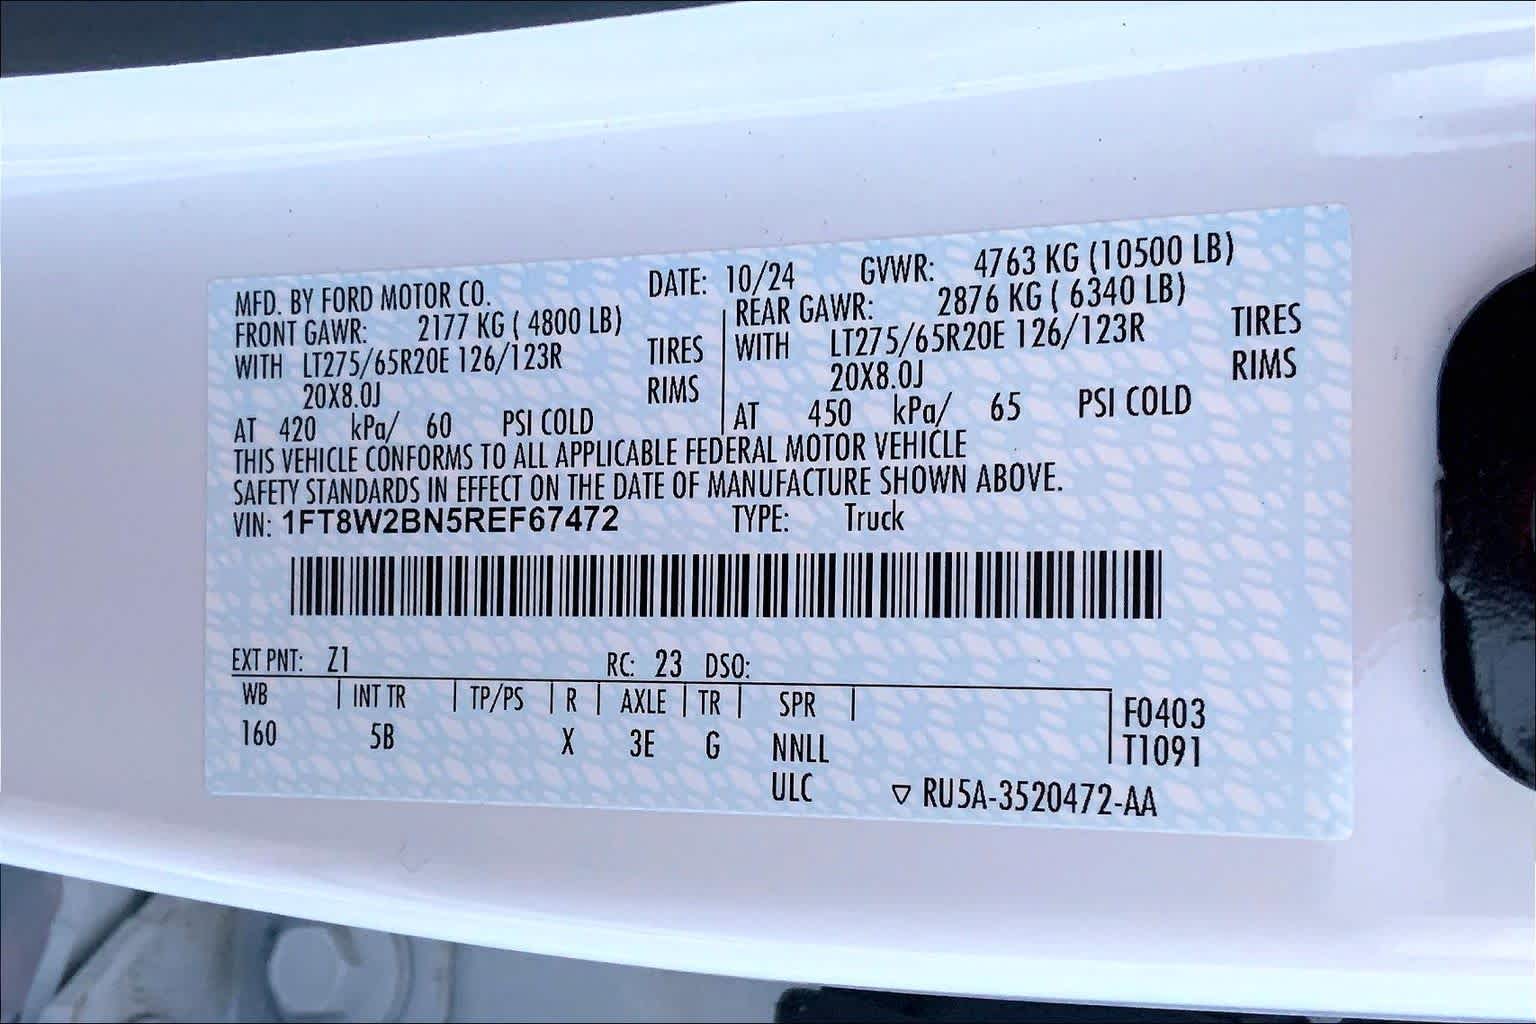 MFD. BY FORD MOTOR CO. DATE: 10/24 GVWR: 4763 KG (10500 LB)
FRONT GAWR: 2177 KG ( 4800 LB) REAR GAWR: 2876 KG ( 6340 LB)
WITH LT275/65R20E 126/123R TIRES WITH LT275/65R20E 126/123R TIRES
20X8.0J RIMS 20X8.0J RIMS
AT 420 kPa/ 60 PSI COLD AT 450 kPa/ 65 PSI COLD
THIS VEHICLE CONFORMS TO ALL APPLICABLE FEDERAL MOTOR VEHICLE
SAFETY STANDARDS IN EFFECT ON THE DATE OF MANUFACTURE SHOWN ABOVE.
VIN: 1FT8W2BN5REF67472 TYPE: Truck
EXT PNT: Z1 RC: 23 DSO:
WB INT TR TP/PS R AXLE TR SPR F0403
160 5B X 3E G NNLL T1091
ULC ▽ RU5A-3520472-AA